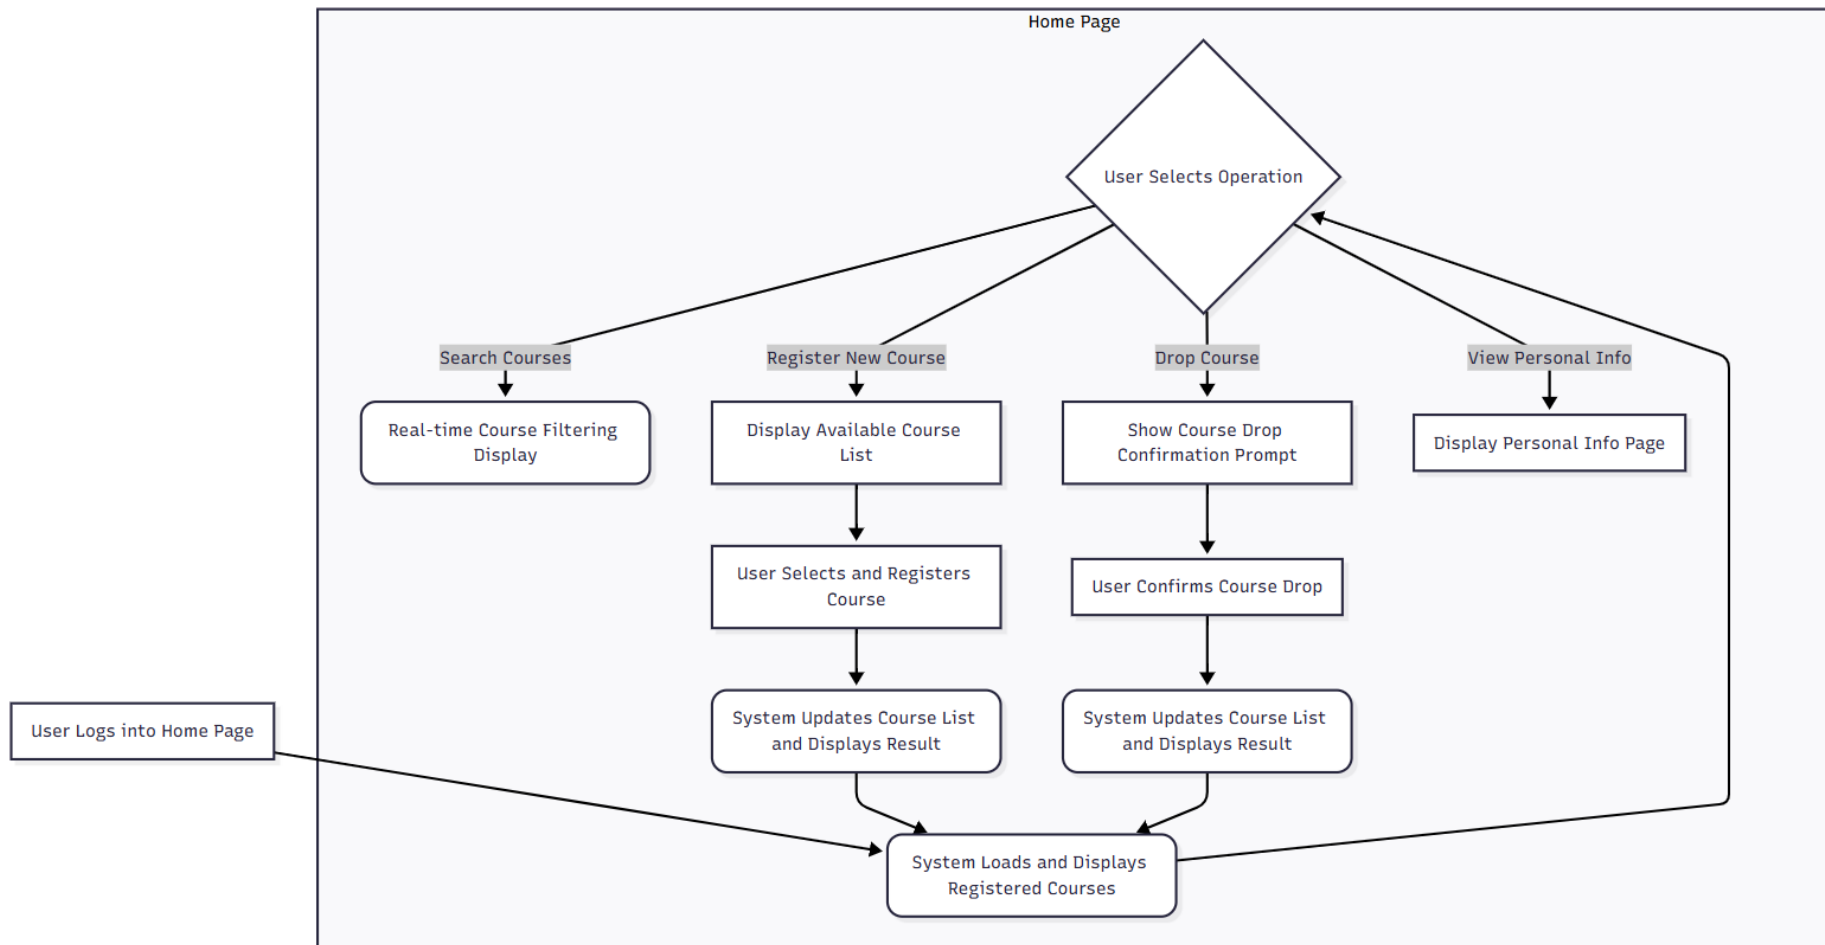 Home Page
User Selects Operation
Search Courses
Register New Course
Drop Course
View Personal Info
Real-time Course Filtering
Display
Display Available Course
List
Show Course Drop
Confirmation Prompt
Display Personal Info Page
User Selects and Registers
Course
User Confirms Course Drop
User Logs into Home Page
System Updates Course List
and Displays Result
System Updates Course List
and Displays Result
System Loads and Displays
Registered Courses